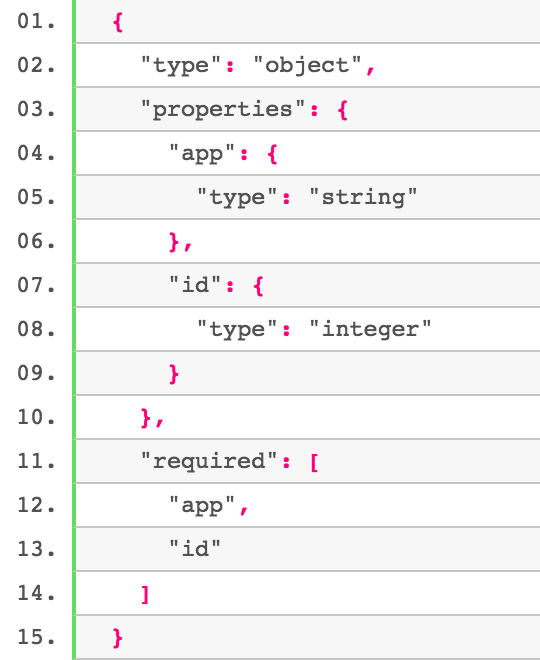 01. {
02. "type": "object",
03. "properties": {
04. "app": {
05. "type": "string"
06. },
07. "id": {
08. "type": "integer"
09. }
10. },
11. "required": [
12. "app",
13. "id"
14. ]
15. }